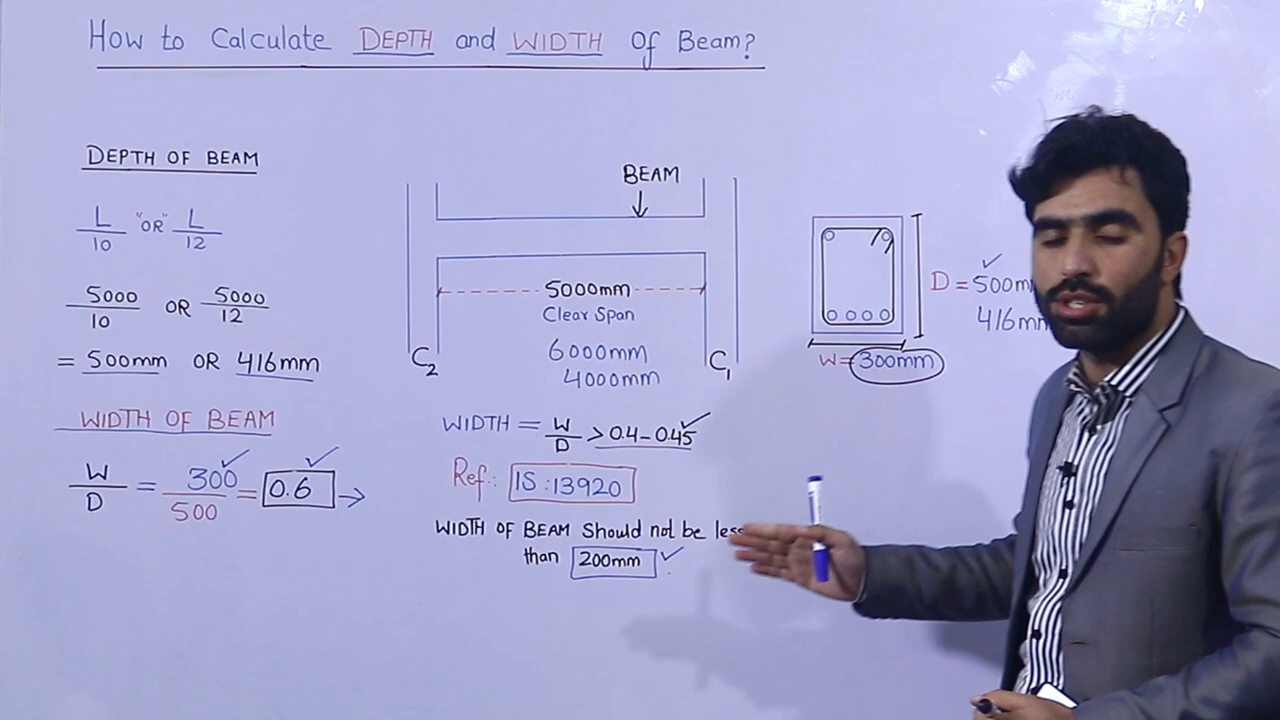 How to Calculate DEPTH and WIDTH Of Beam?
DEPTH OF BEAM
L/10 "OR" L/12
5000/10 OR 5000/12
= 500mm OR 416mm
WIDTH OF BEAM
W/D = 300/500 = 0.6 →
BEAM
5000mm
Clear Span
6000mm
4000mm
C2
C1
WIDTH = W/D > 0.4-0.45
Ref: IS:13920
WIDTH OF BEAM Should not be less
than 200mm
D = 500m
416mm
W=300mm